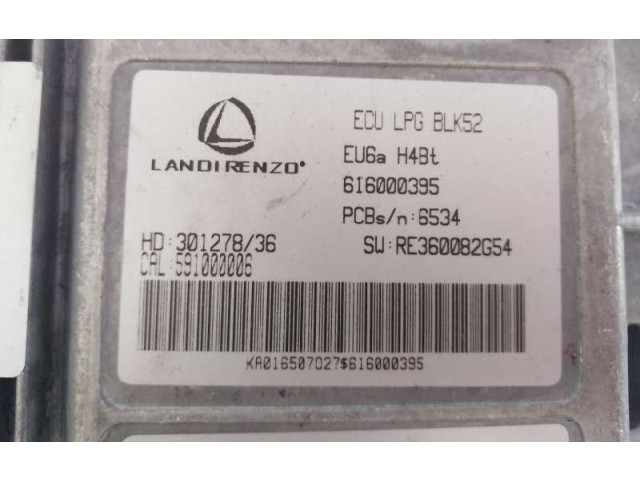 LANDIRENZO®
ECU LPG BLK52
EU6a H4Bt
616000395
PCBs/n:6534
HD:301278/36
SW:RE360082G54
CAL:591000006
KA016507027$616000395